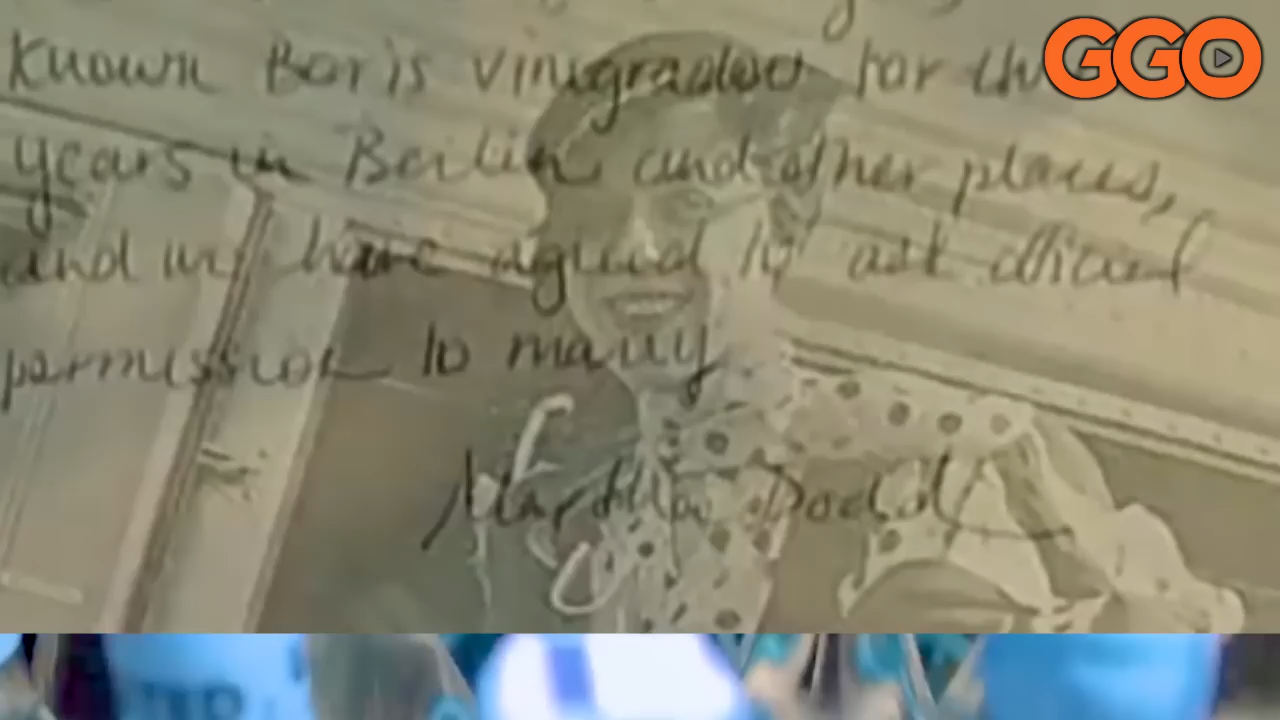 GGO
Known Boris Vinogradov for th
years in Berlin and other places,
and we have agreed to ask official
permission to marry.
Martha Dodd